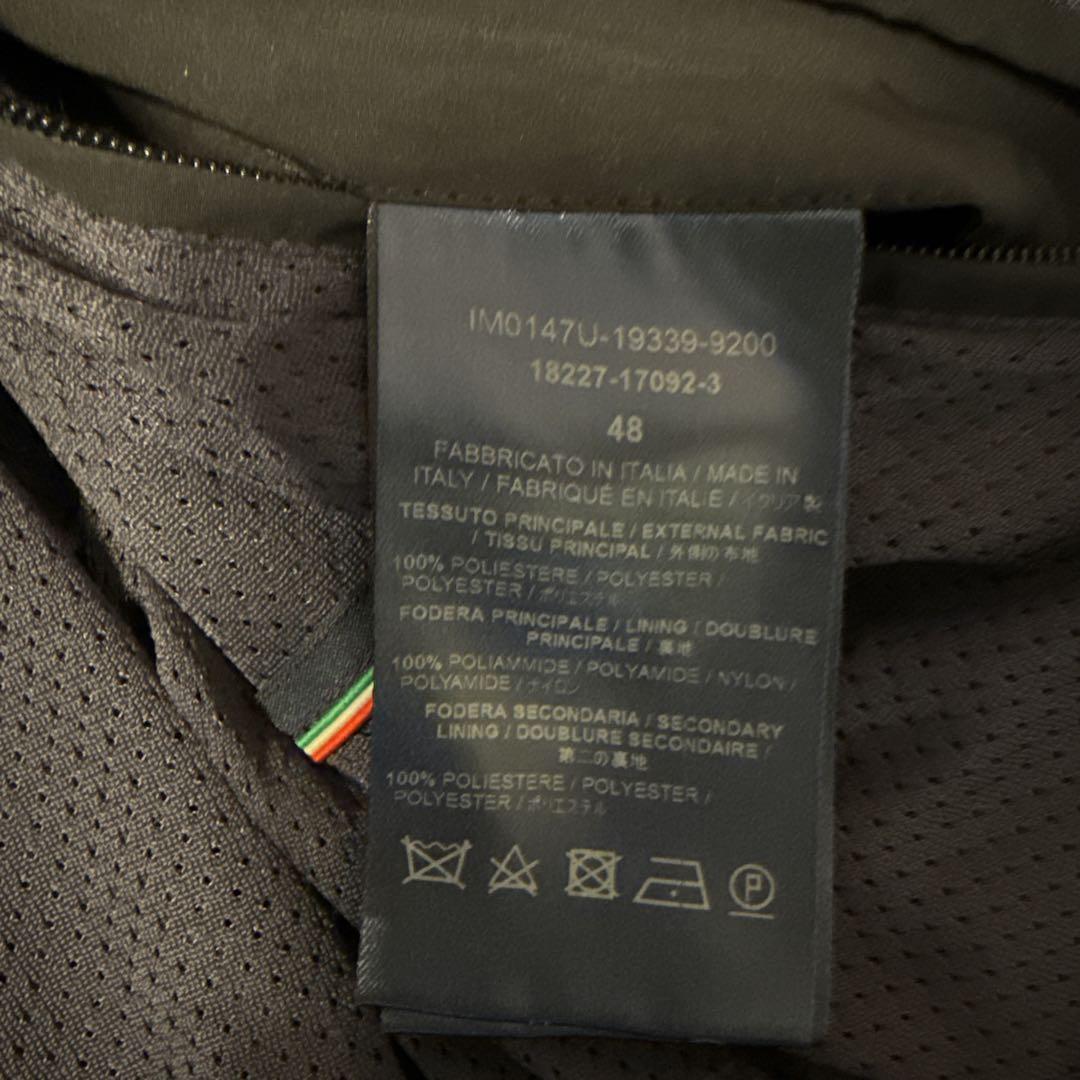 IM0147U-19339-9200
18227-17092-3
48
FABBRICATO IN ITALIA / MADE IN
ITALY / FABRIQUÉ EN ITALIE / イタリア製
TESSUTO PRINCIPALE / EXTERNAL FABRIC
/ TISSU PRINCIPAL / 外側の布地
100% POLIESTERE / POLYESTER /
POLYESTER / ポリエステル
FODERA PRINCIPALE / LINING / DOUBLURE
PRINCIPALE / 裏地
100% POLIAMMIDE / POLYAMIDE / NYLON /
POLYAMIDE / ナイロン
FODERA SECONDARIA / SECONDARY
LINING / DOUBLURE SECONDAIRE /
第二の裏地
100% POLIESTERE / POLYESTER /
POLYESTER / ポリエステル
P